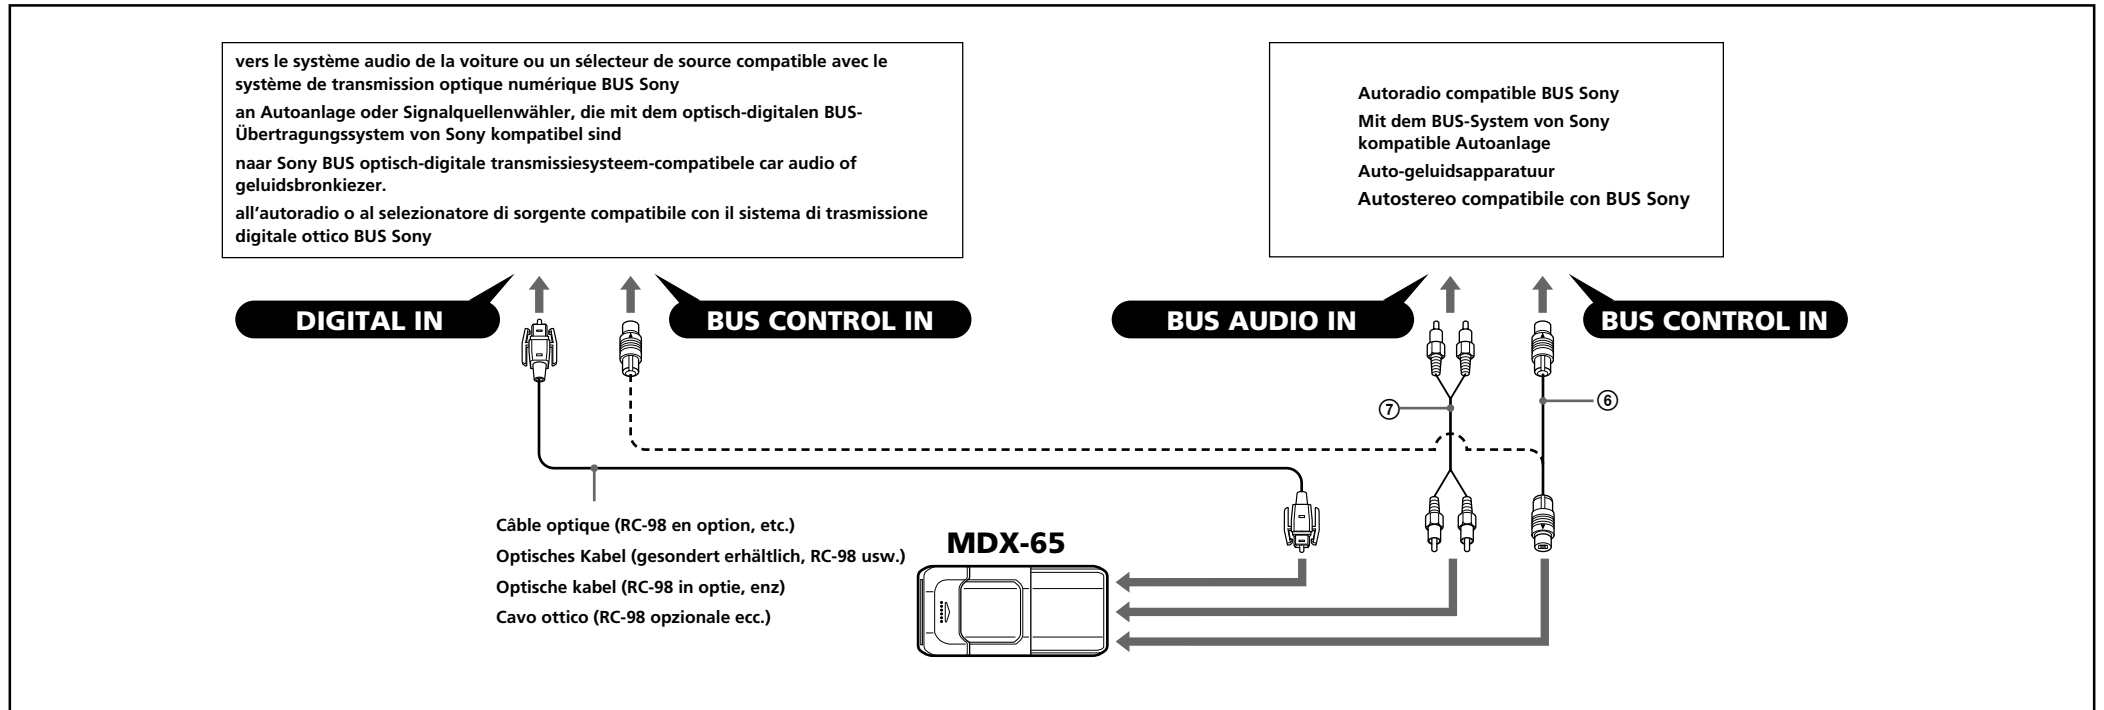 vers le système audio de la voiture ou un sélecteur de source compatible avec le
système de transmission optique numérique BUS Sony
an Autoanlage oder Signalquellenwähler, die mit dem optisch-digitalen BUS-
Übertragungssystem von Sony kompatibel sind
naar Sony BUS optisch-digitale transmissiesysteem-compatibele car audio of
geluidsbronkiezer.
all'autoradio o al selezionatore di sorgente compatibile con il sistema di trasmissione
digitale ottico BUS Sony
Autoradio compatible BUS Sony
Mit dem BUS-System von Sony
kompatible Autoanlage
Auto-geluidsapparatuur
Autostereo compatibile con BUS Sony
DIGITAL IN
BUS CONTROL IN
BUS AUDIO IN
BUS CONTROL IN
⑦
⑥
Câble optique (RC-98 en option, etc.)
Optisches Kabel (gesondert erhältlich, RC-98 usw.)
Optische kabel (RC-98 in optie, enz)
Cavo ottico (RC-98 opzionale ecc.)
MDX-65